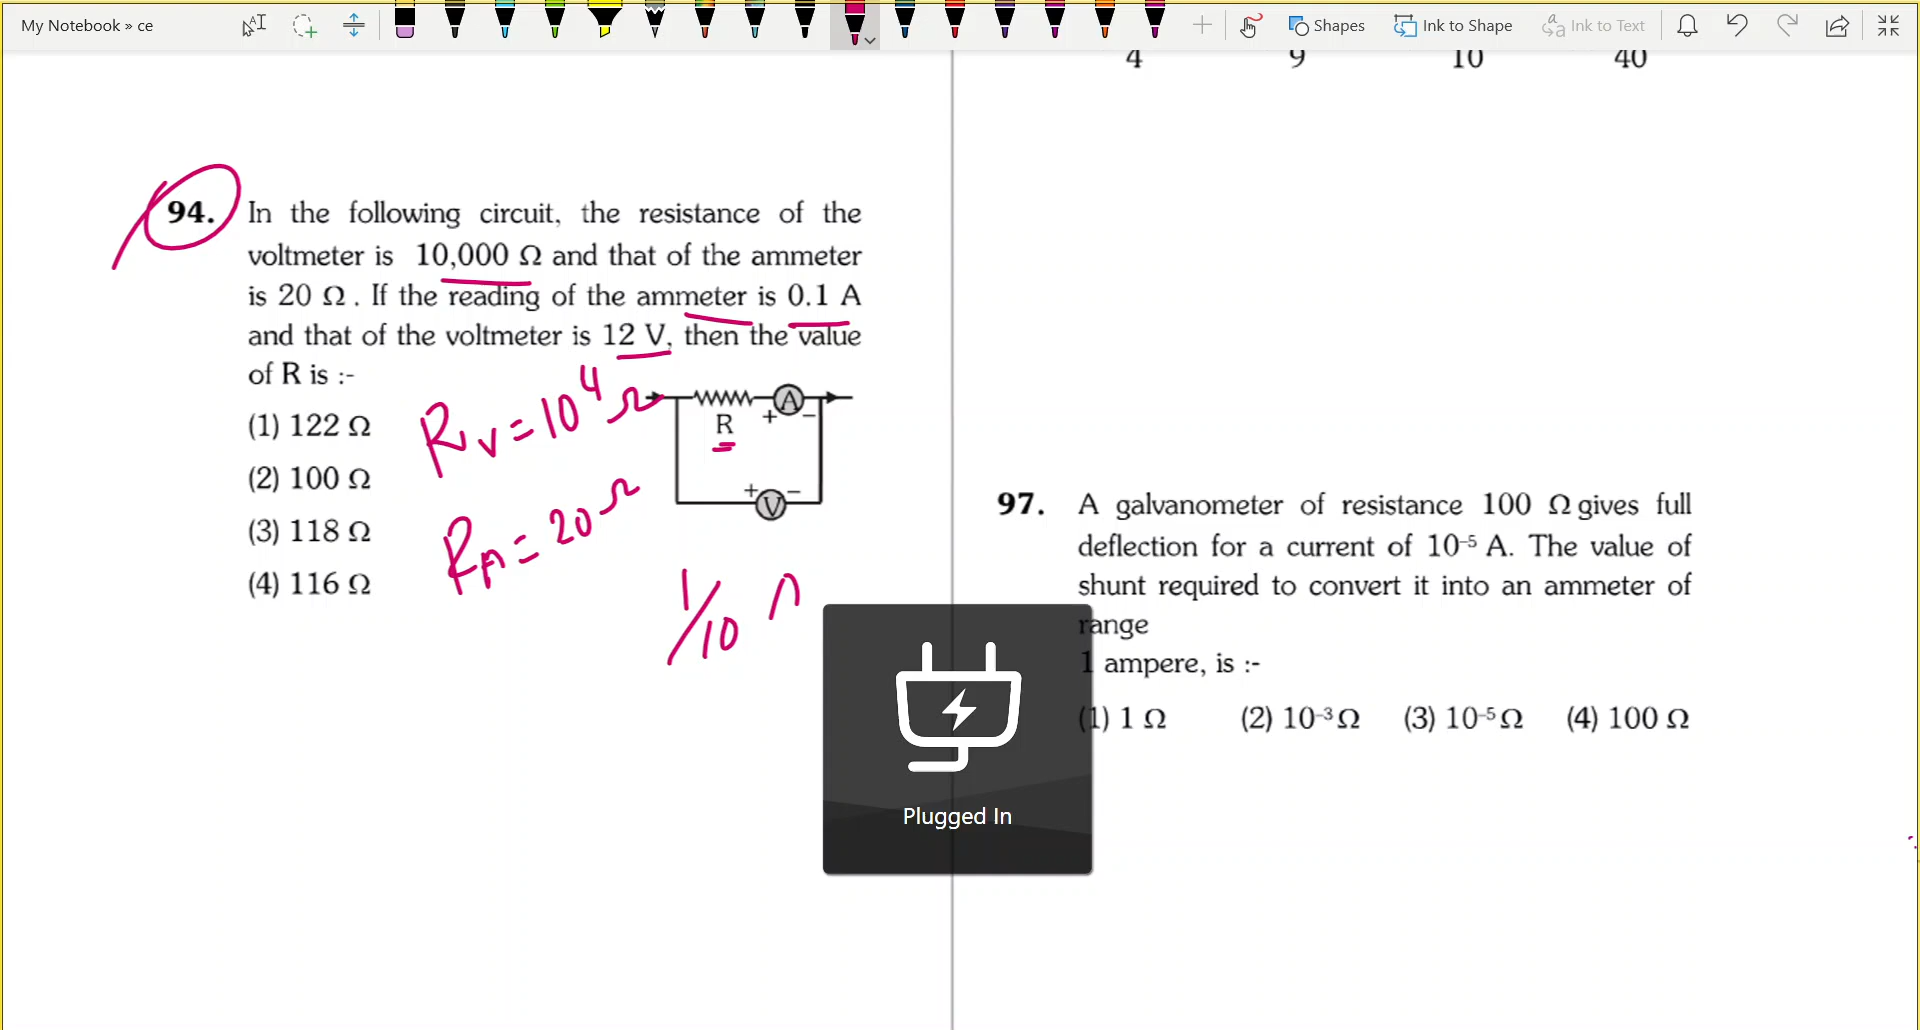 My Notebook » ce
Shapes
Ink to Shape
Ink to Text
4 9 10 40
94. In the following circuit, the resistance of the
voltmeter is 10,000 Ω and that of the ammeter
is 20 Ω . If the reading of the ammeter is 0.1 A
and that of the voltmeter is 12 V, then the value
of R is :-
(1) 122 Ω
(2) 100 Ω
(3) 118 Ω
(4) 116 Ω
R_V = 10⁴ Ω
R_A = 20 Ω
1/10
R
A
+ −
+ −
V
97. A galvanometer of resistance 100 Ω gives full
deflection for a current of 10⁻⁵ A. The value of
shunt required to convert it into an ammeter of
range
1 ampere, is :-
(1) 1 Ω (2) 10⁻³ Ω (3) 10⁻⁵ Ω (4) 100 Ω
Plugged In